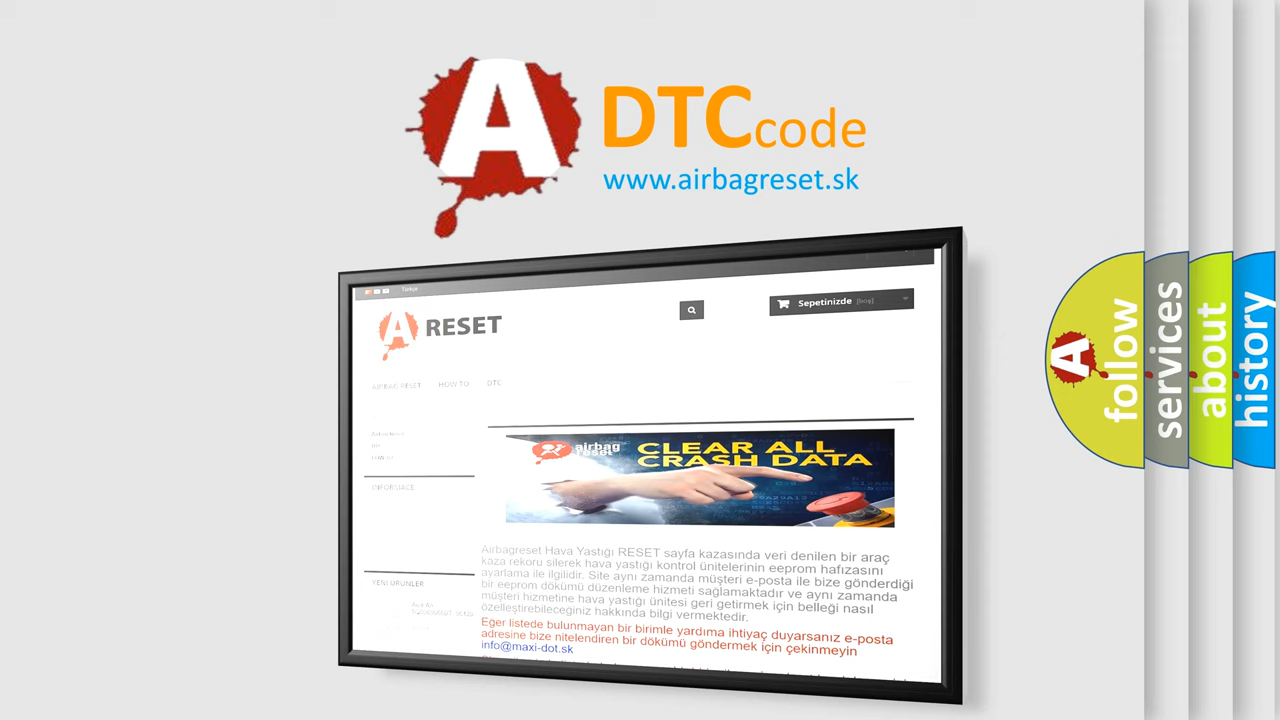 A DTCcode
www.airbagreset.sk
Türkçe
A RESET
Sepetinizde [boş]
AIRBAG RESET HOW TO DTC
INFORMACE
airbag reset
CLEAR ALL
CRASH DATA
Airbagreset Hava Yastığı RESET sayfa kazasında veri denilen bir araç
kaza rekoru silerek hava yastığı kontrol ünitelerinin eeprom hafızasını
ayarlama ile ilgilidir. Site aynı zamanda müşteri e-posta ile bize gönderdiği
bir eeprom dökümü düzenleme hizmeti sağlamaktadır ve aynı zamanda
müşteri hizmetine hava yastığı ünitesi geri getirmek için belleği nasıl
özelleştirebileceğiniz hakkında bilgi vermektedir.
YENİ ÜRÜNLER
Eğer listede bulunmayan bir birimle yardıma ihtiyaç duyarsanız e-posta
adresine bize nitelendiren bir dökümü göndermek için çekinmeyin
info@maxi-dot.sk
A follow
services
about
history